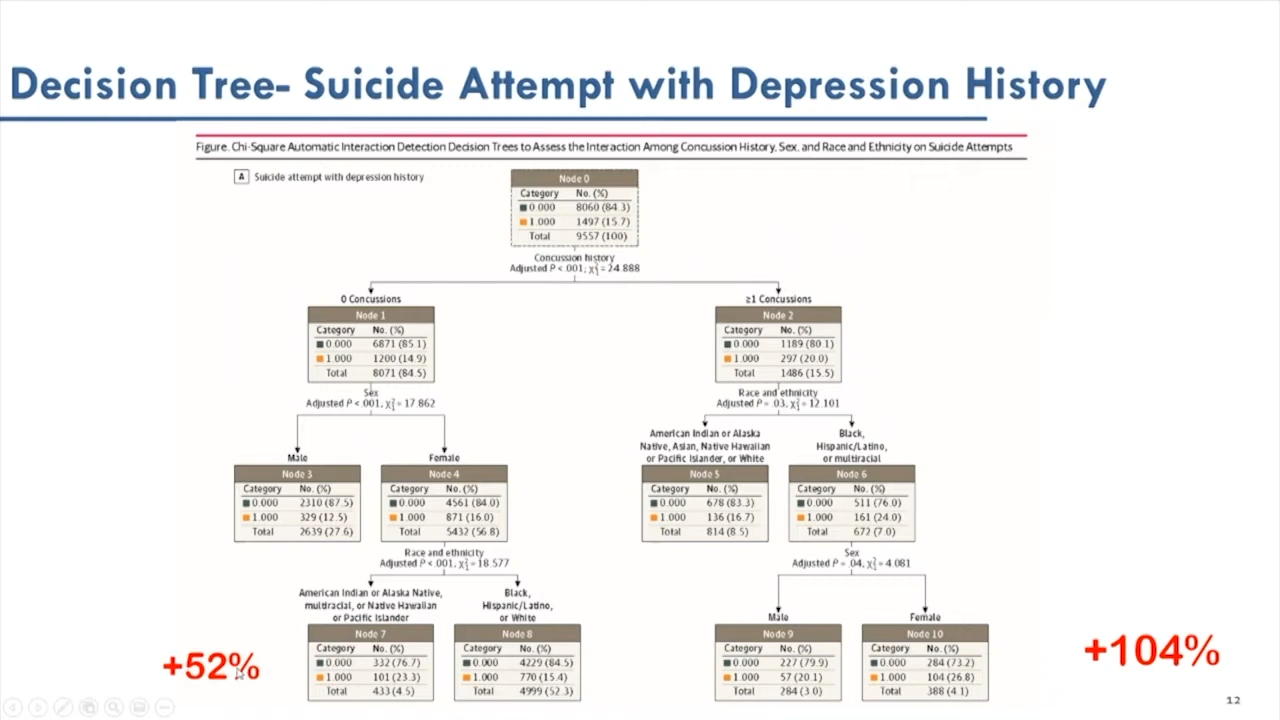 Decision Tree- Suicide Attempt with Depression History
Figure. Chi-Square Automatic Interaction Detection Decision Trees to Assess the Interaction Among Concussion History, Sex, and Race and Ethnicity on Suicide Attempts
A Suicide attempt with depression history
Node 0
Category No. (%)
0.000 8060 (84.3)
1.000 1497 (15.7)
Total 9557 (100)
Concussion history
Adjusted P <.001; χ²₁ = 24.888
0 Concussions
Node 1
Category No. (%)
0.000 6871 (85.1)
1.000 1200 (14.9)
Total 8071 (84.5)
≥1 Concussions
Node 2
Category No. (%)
0.000 1189 (80.1)
1.000 297 (20.0)
Total 1486 (15.5)
Sex
Adjusted P <.001, χ²₁ = 17.862
Race and ethnicity
Adjusted P = .03, χ²₁ = 12.101
Male
Node 3
Category No. (%)
0.000 2310 (87.5)
1.000 329 (12.5)
Total 2639 (27.6)
Female
Node 4
Category No. (%)
0.000 4561 (84.0)
1.000 871 (16.0)
Total 5432 (56.8)
American Indian or Alaska
Native, Asian, Native Hawaiian
or Pacific Islander, or White
Node 5
Category No. (%)
0.000 678 (83.3)
1.000 136 (16.7)
Total 814 (8.5)
Black,
Hispanic/Latino,
or multiracial
Node 6
Category No. (%)
0.000 511 (76.0)
1.000 161 (24.0)
Total 672 (7.0)
Race and ethnicity
Adjusted P <.001, χ²₁ = 18.577
Sex
Adjusted P = .04, χ²₁ = 4.081
American Indian or Alaska Native,
multiracial, or Native Hawaiian
or Pacific Islander
Node 7
Category No. (%)
0.000 332 (76.7)
1.000 101 (23.3)
Total 433 (4.5)
Black,
Hispanic/Latino,
or White
Node 8
Category No. (%)
0.000 4229 (84.5)
1.000 770 (15.4)
Total 4999 (52.3)
Male
Node 9
Category No. (%)
0.000 227 (79.9)
1.000 57 (20.1)
Total 284 (3.0)
Female
Node 10
Category No. (%)
0.000 284 (73.2)
1.000 104 (26.8)
Total 388 (4.1)
+52%
+104%
12